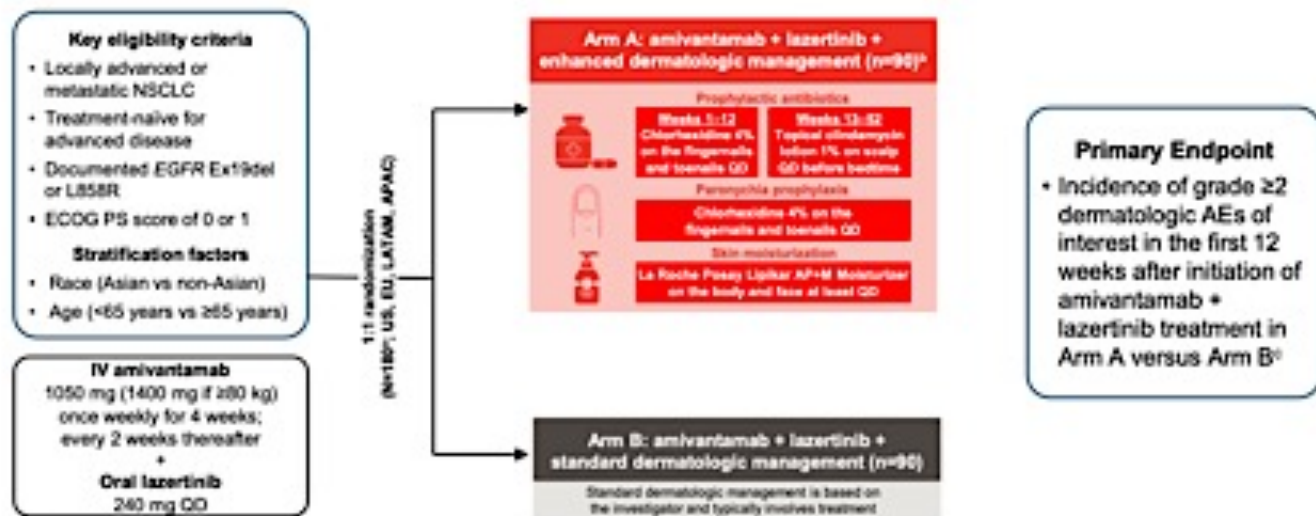 Key eligibility criteria
• Locally advanced or
metastatic NSCLC
• Treatment-naïve for
advanced disease
• Documented EGFR Ex19del
or L858R
• ECOG PS score of 0 or 1
Stratification factors
• Race (Asian vs non-Asian)
• Age (<65 years vs ≥65 years)
IV amivantamab
1050 mg (1400 mg if ≥80 kg)
once weekly for 4 weeks;
every 2 weeks thereafter
+
Oral lazertinib
240 mg QD
1:1 randomization
(N=180ᵃ; US, EU, LATAM, APAC)
Arm A: amivantamab + lazertinib +
enhanced dermatologic management (n=90)ᵇ
Prophylactic antibiotics
Weeks 1–12
Chlorhexidine 4%
on the fingernails
and toenails QD
Weeks 13–52
Topical clindamycin
lotion 1% on scalp
QD before bedtime
Paronychia prophylaxis
Chlorhexidine 4% on the
fingernails and toenails QD
Skin moisturization
La Roche Posay Lipikar AP+M Moisturizer
on the body and face at least QD
Arm B: amivantamab + lazertinib +
standard dermatologic management (n=90)
Standard dermatologic management is based on
the investigator and typically involves treatment
Primary Endpoint
• Incidence of grade ≥2
dermatologic AEs of
interest in the first 12
weeks after initiation of
amivantamab +
lazertinib treatment in
Arm A versus Arm Bᶜ